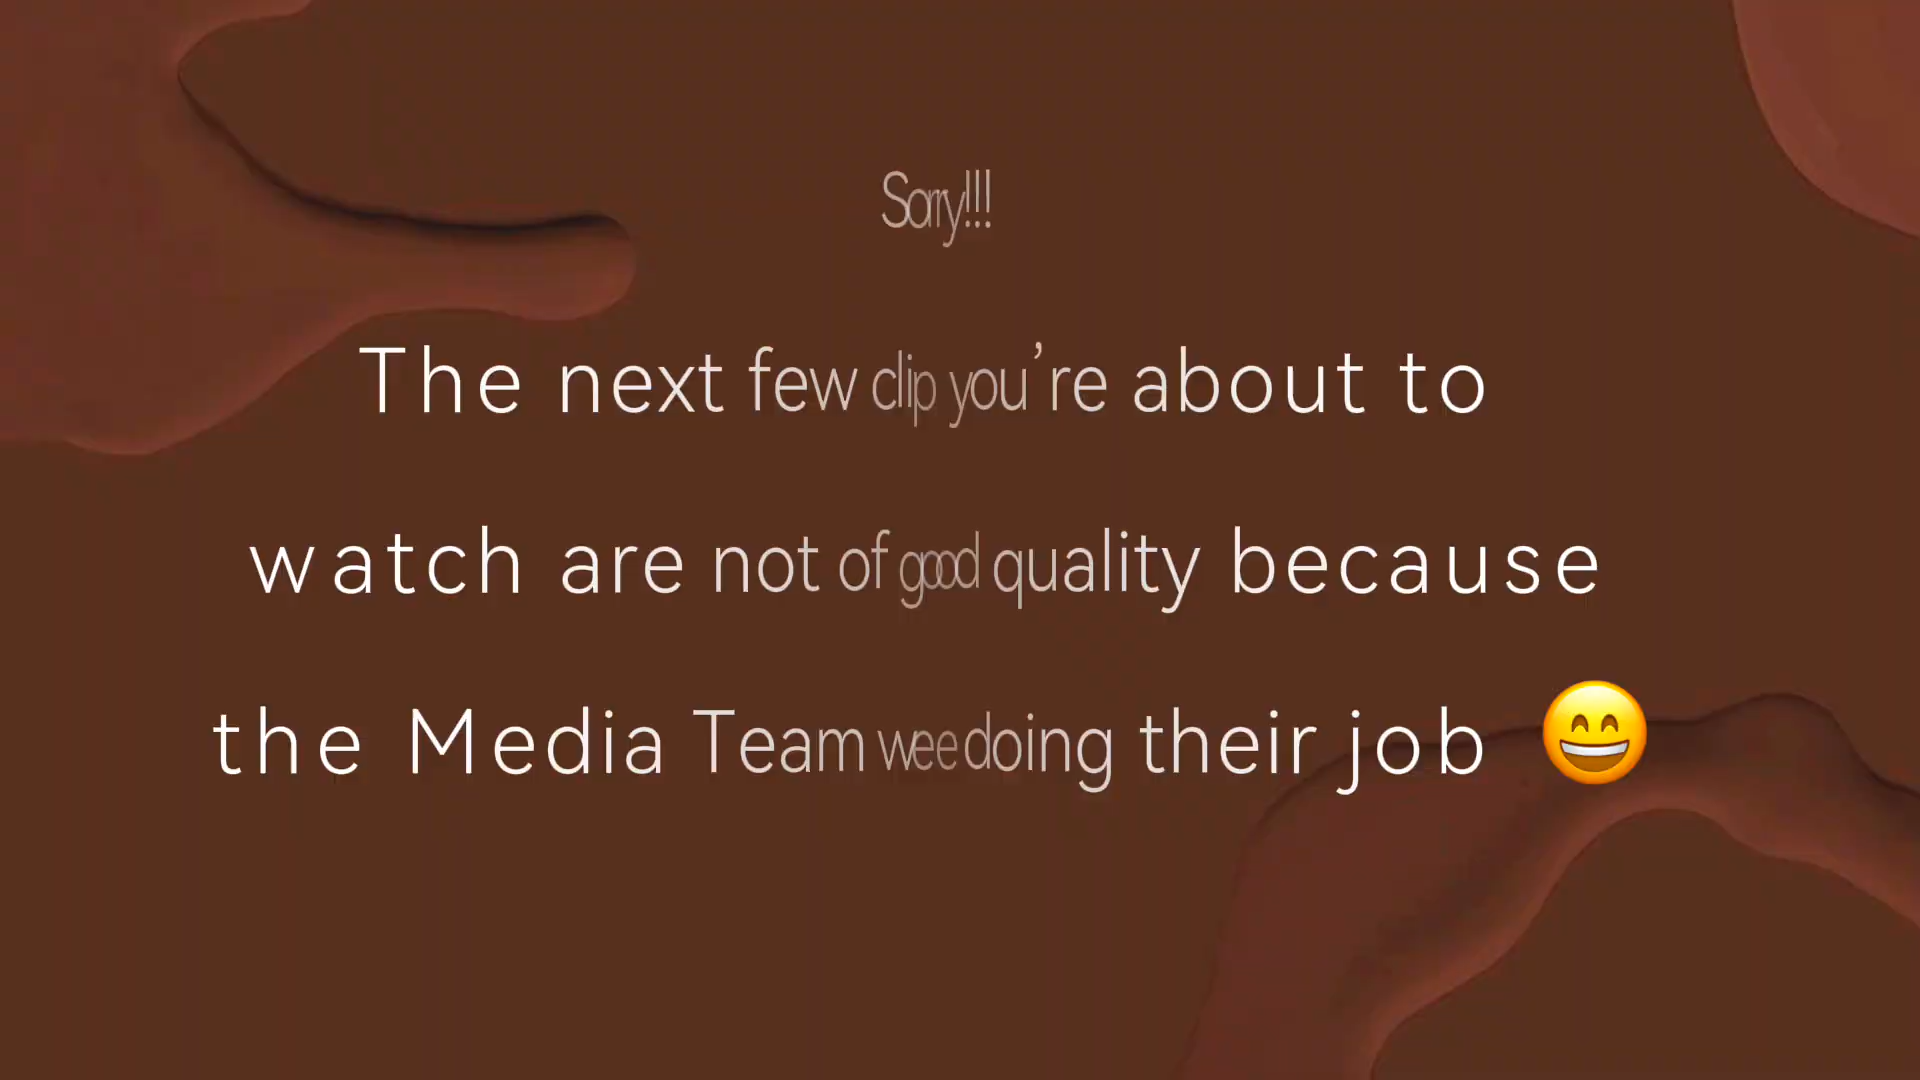 Sorry!!!
The next few clip you're about to
watch are not of good quality because
the Media Team wee doing their job 😄